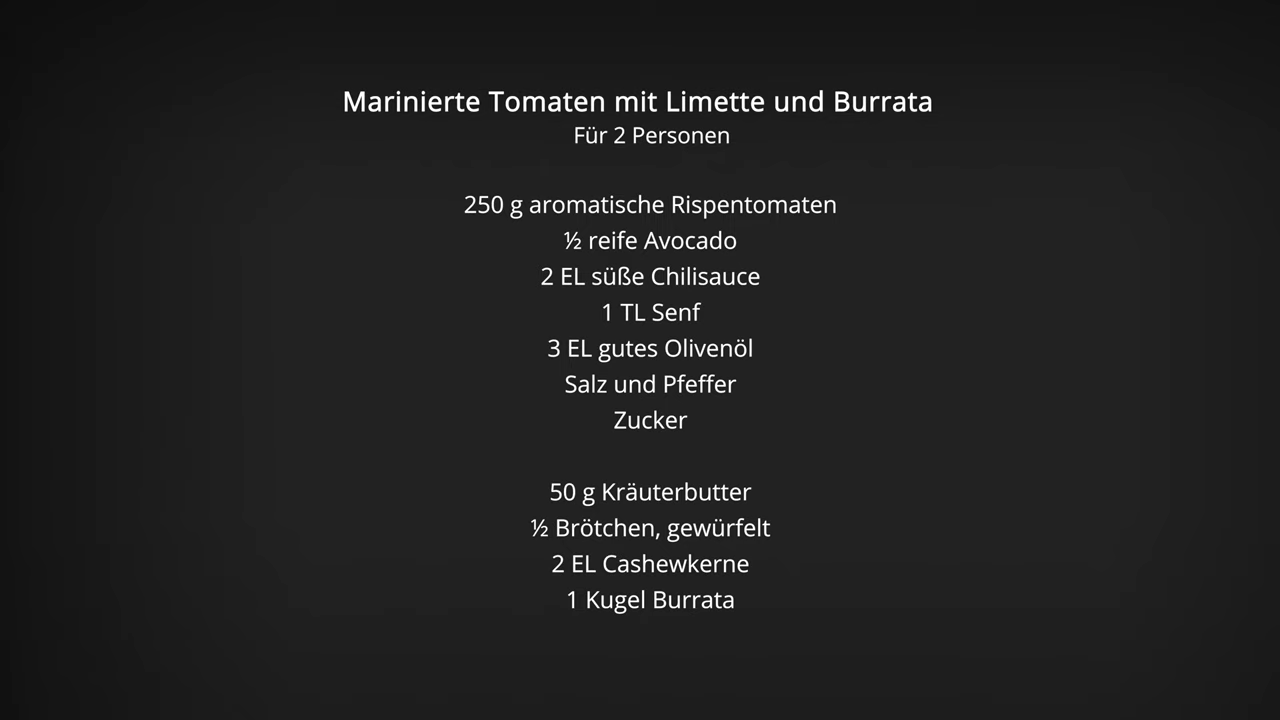 Marinierte Tomaten mit Limette und Burrata
Für 2 Personen
250 g aromatische Rispentomaten
½ reife Avocado
2 EL süße Chilisauce
1 TL Senf
3 EL gutes Olivenöl
Salz und Pfeffer
Zucker
50 g Kräuterbutter
½ Brötchen, gewürfelt
2 EL Cashewkerne
1 Kugel Burrata